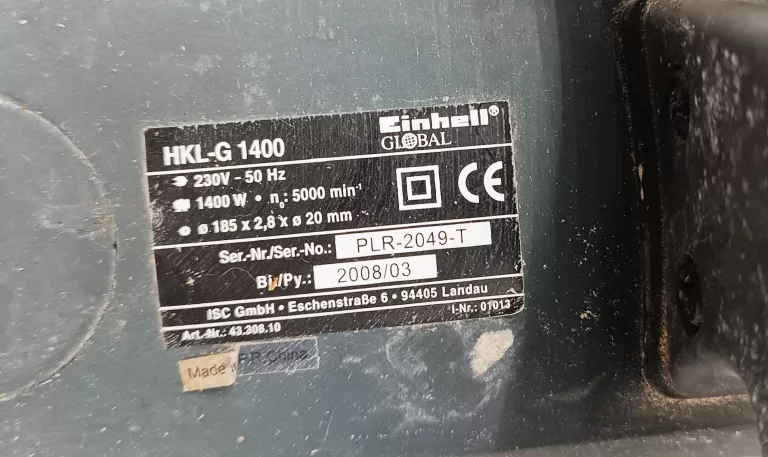 Einhell®
GLOBAL
HKL-G 1400
230V ~ 50 Hz
1400 W • n₀: 5000 min⁻¹
ø 185 x 2,8 x ø 20 mm
CE
Ser.-Nr./Ser.-No.: PLR-2049-T
Bj./Py.: 2008/03
ISC GmbH • Eschenstraße 6 • 94405 Landau
Art.-Nr.: 43.308.10 I-Nr.: 01013
Made in P.R.China